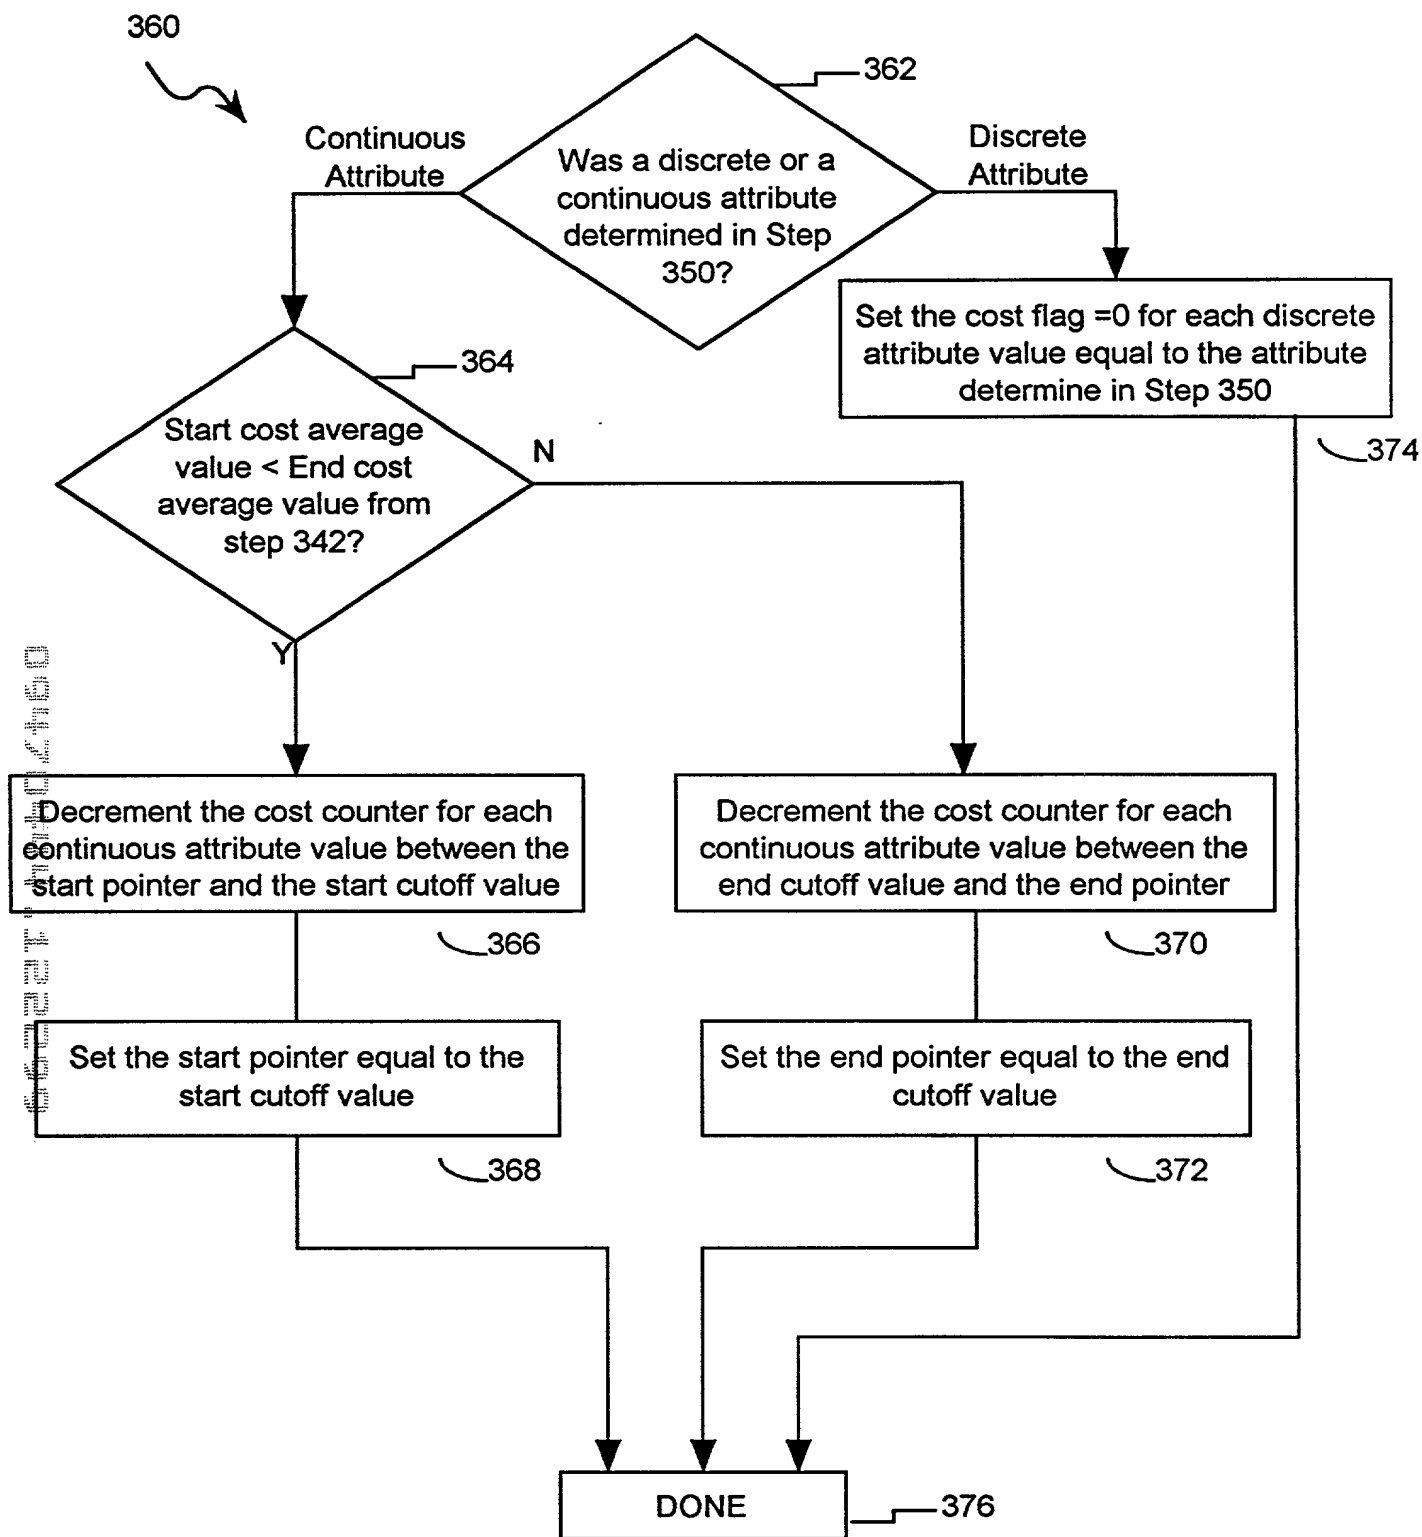 360
362
Continuous
Attribute
Discrete
Attribute
Was a discrete or a
continuous attribute
determined in Step
350?
Set the cost flag =0 for each discrete
attribute value equal to the attribute
determine in Step 350
374
364
Start cost average
value < End cost
average value from
step 342?
N
Y
Decrement the cost counter for each
continuous attribute value between the
start pointer and the start cutoff value
366
Decrement the cost counter for each
continuous attribute value between the
end cutoff value and the end pointer
370
Set the start pointer equal to the
start cutoff value
368
Set the end pointer equal to the end
cutoff value
372
DONE
376